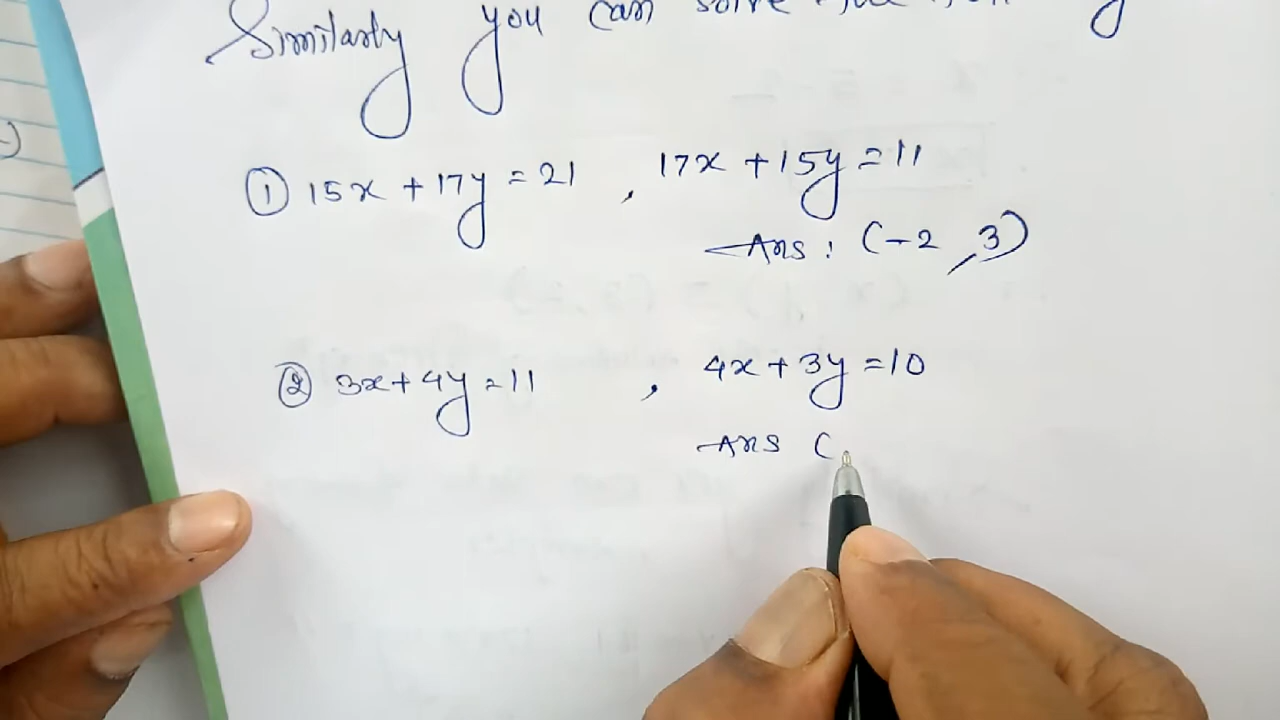 Similarly you can solve
① 15x + 17y = 21 , 17x + 15y = 11
Ans : (-2 , 3)
② 3x + 4y = 11 , 4x + 3y = 10
Ans (